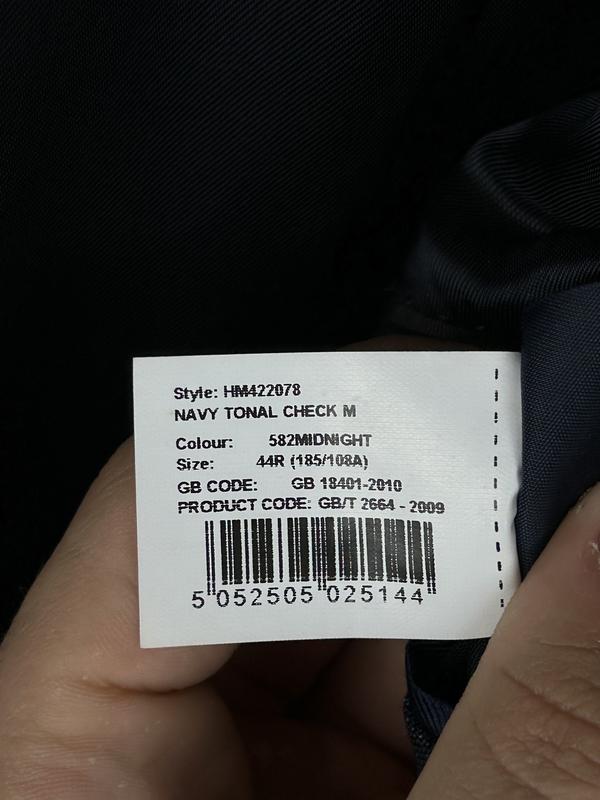 Style: HM422078
NAVY TONAL CHECK M
Colour: 582MIDNIGHT
Size: 44R (185/108A)
GB CODE: GB 18401-2010
PRODUCT CODE: GB/T 2664 - 2009
5 052505 025144